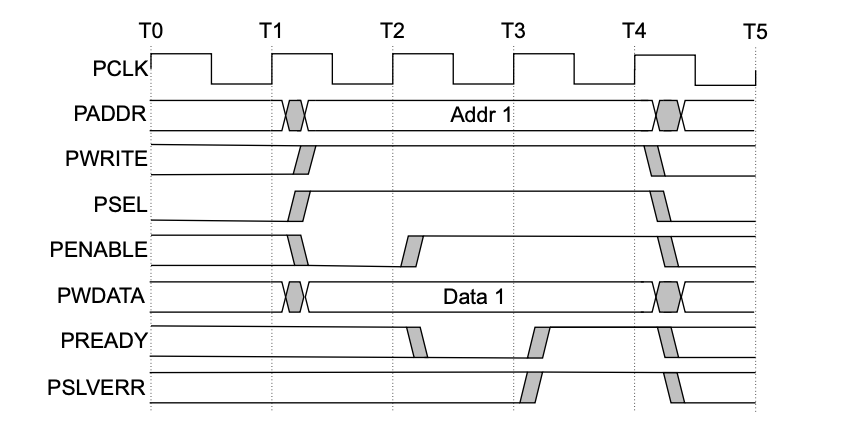 T0 T1 T2 T3 T4 T5
PCLK
PADDR Addr 1
PWRITE
PSEL
PENABLE
PWDATA Data 1
PREADY
PSLVERR